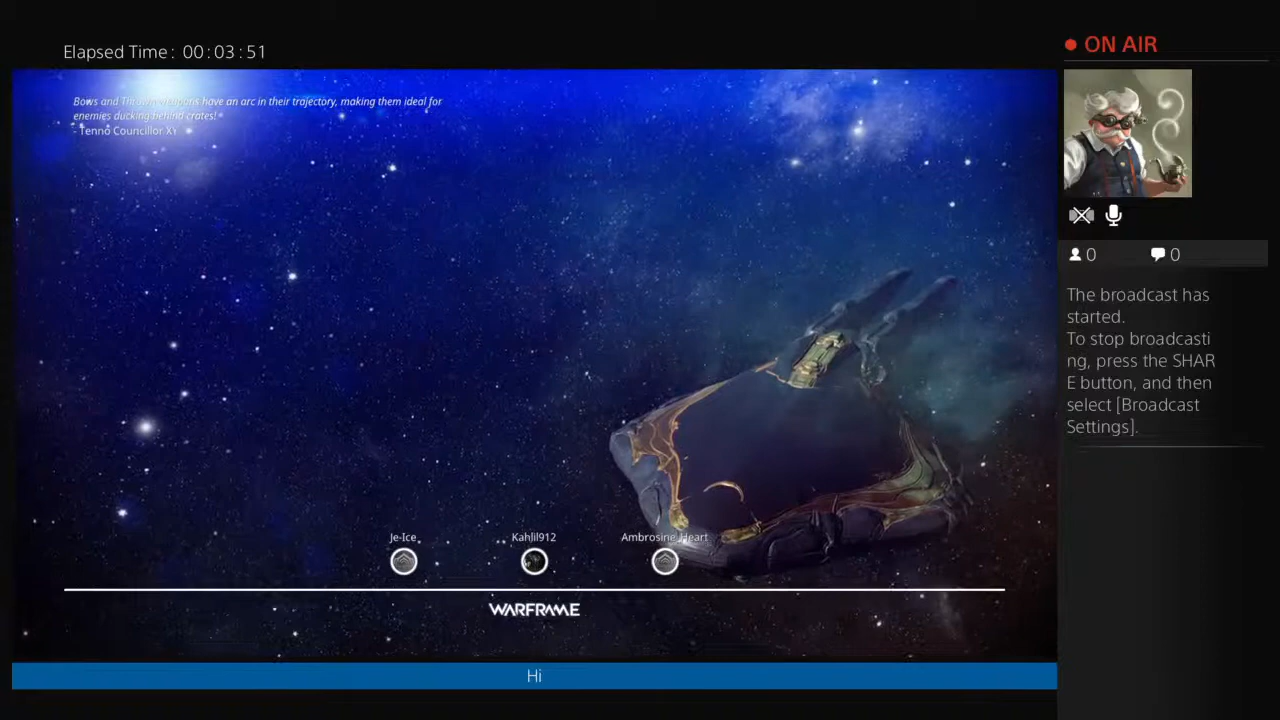 Elapsed Time: 00:03:51
ON AIR
Bows and Thrown weapons have an arc in their trajectory, making them ideal for
enemies ducking behind crates!
- Tenno Councillor XY
0 0
The broadcast has
started.
To stop broadcasti
ng, press the SHAR
E button, and then
select [Broadcast
Settings].
Je-Ice Kahlil912 Ambrosine-Heart
WARFRAME
Hi